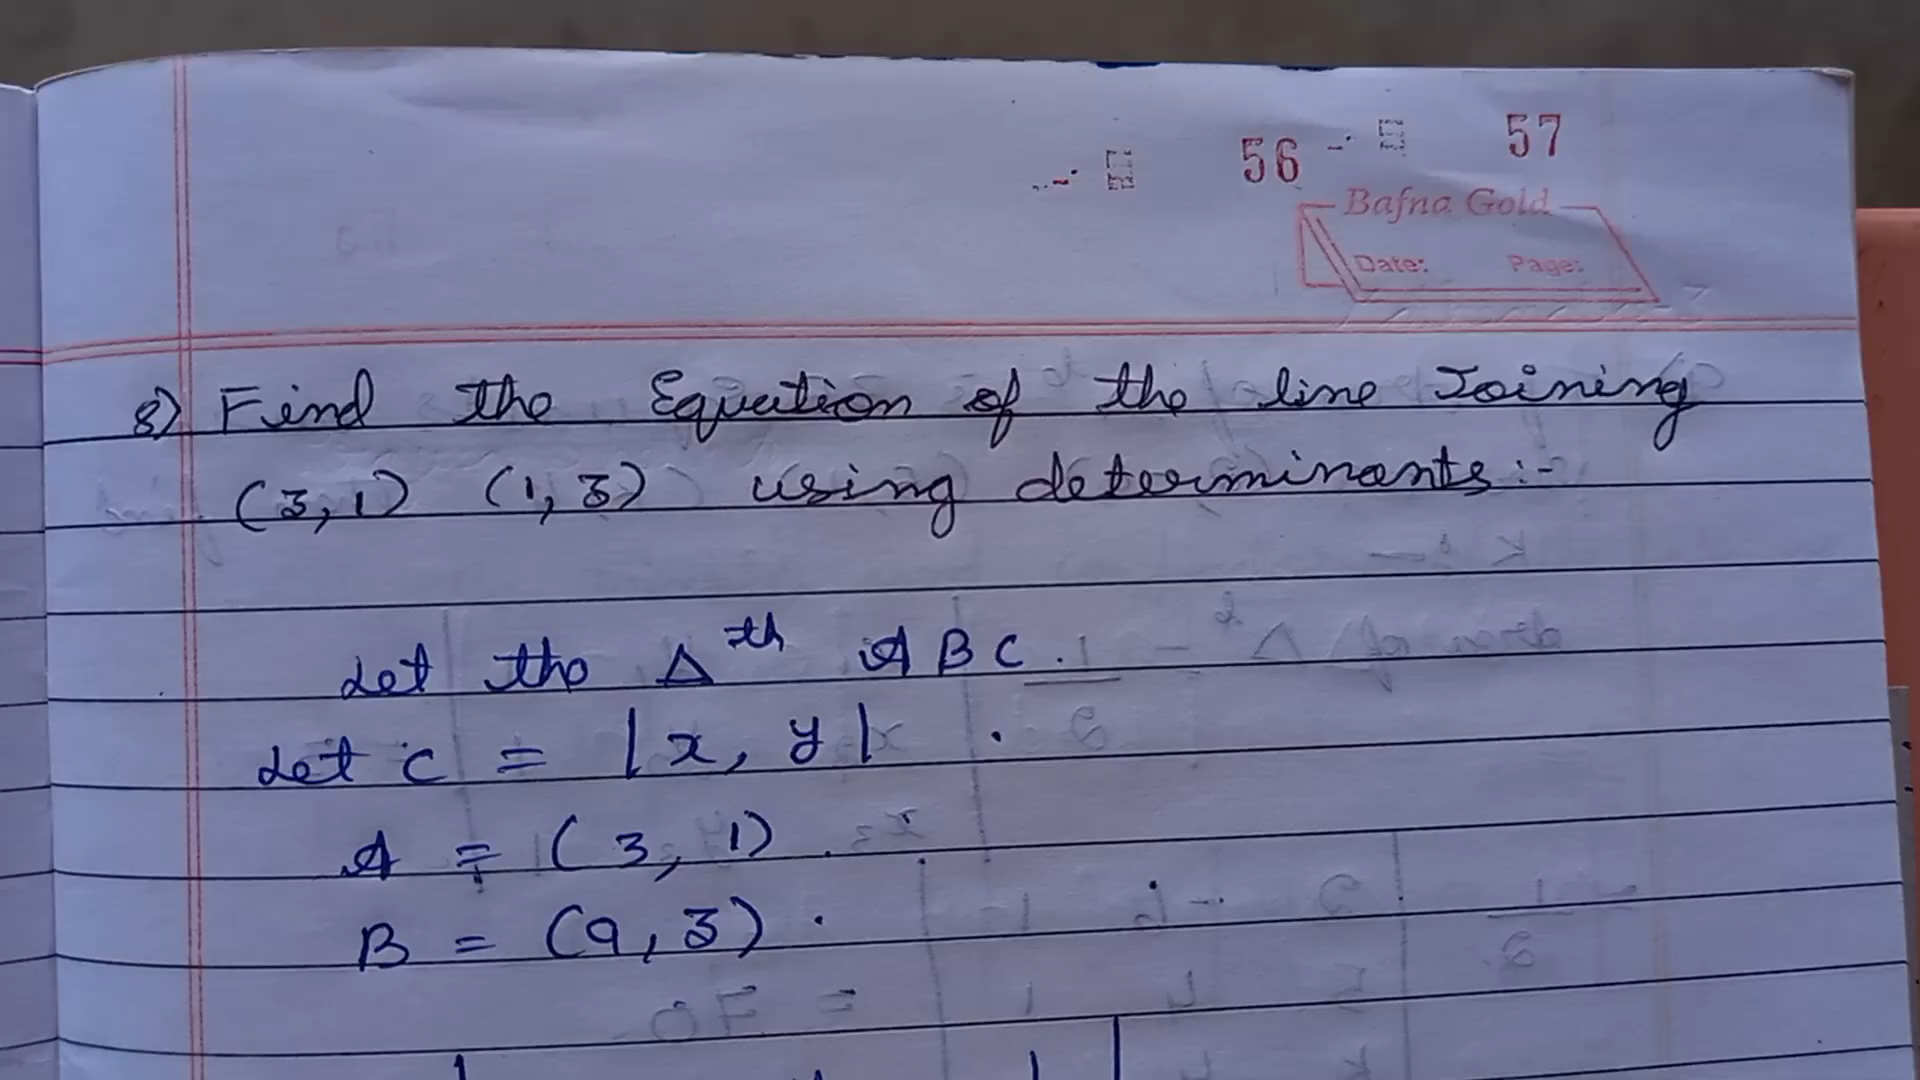 56 57
Bafna Gold
Date: Page:
8) Find the Equation of the line Joining
(3,1) (1,3) using determinants:-
Let the Δth ABC.
Let C = |x, y| .
A = (3, 1) .
B = (9, 3) .